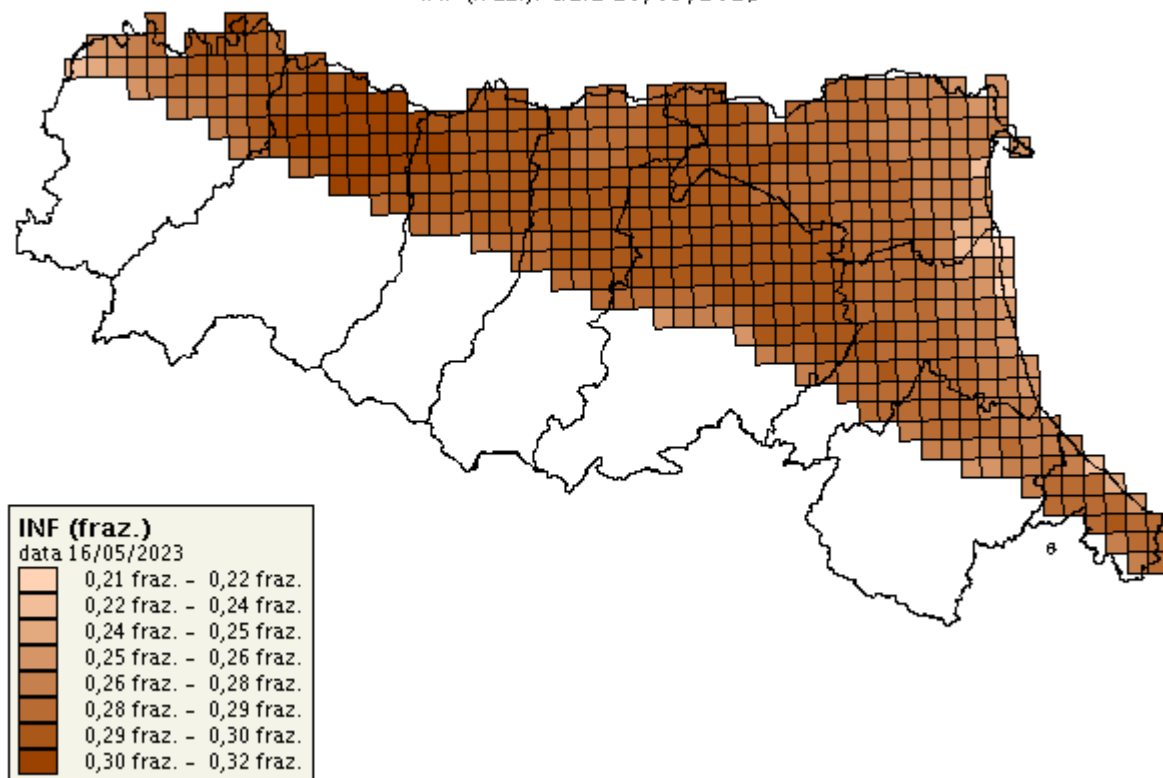 INF (fraz.)
data 16/05/2023
0,21 fraz. - 0,22 fraz.
0,22 fraz. - 0,24 fraz.
0,24 fraz. - 0,25 fraz.
0,25 fraz. - 0,26 fraz.
0,26 fraz. - 0,28 fraz.
0,28 fraz. - 0,29 fraz.
0,29 fraz. - 0,30 fraz.
0,30 fraz. - 0,32 fraz.